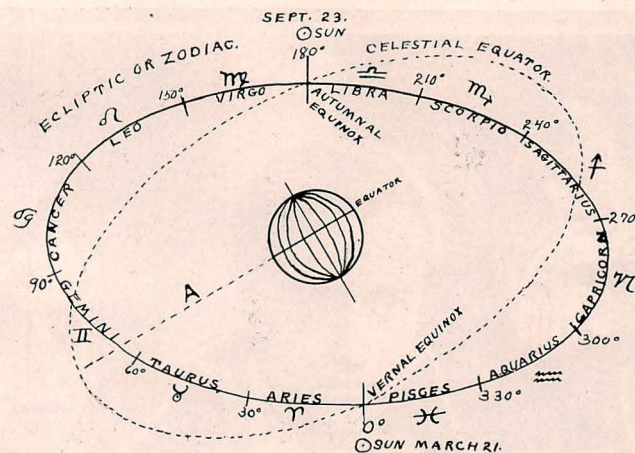 SEPT. 23.
☉SUN
180°
ECLIPTIC OR ZODIAC.
CELESTIAL EQUATOR
♍
VIRGO
150°
♎
LIBRA
210°
♏
SCORPIO
240°
SAGITTARIUS
♐
AUTUMNAL
EQUINOX
♌
LEO
120°
CANCER
♋
90°
GEMINI
♊
60°
TAURUS
♉
30°
ARIES
♈
EQUATOR
A
270
CAPRICORN
♑
300°
AQUARIUS
♒
330°
PISGES
♓
VERNAL EQUINOX
0°
☉SUN MARCH 21.